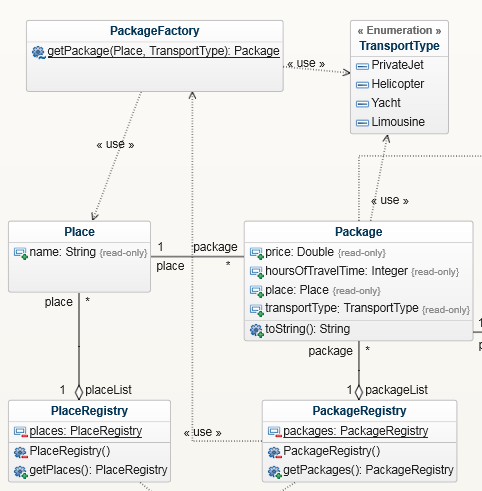 PackageFactory
getPackage(Place, TransportType): Package
« use »
« Enumeration »
TransportType
PrivateJet
Helicopter
Yacht
Limousine
« use »
« use »
Place
name: String {read-only}
1
place
package
*
Package
price: Double {read-only}
hoursOfTravelTime: Integer {read-only}
place: Place {read-only}
transportType: TransportType {read-only}
toString(): String
1
place *
package *
1 placeList
1 packageList
PlaceRegistry
places: PlaceRegistry
PlaceRegistry()
getPlaces(): PlaceRegistry
« use »
PackageRegistry
packages: PackageRegistry
PackageRegistry()
getPackages(): PackageRegistry